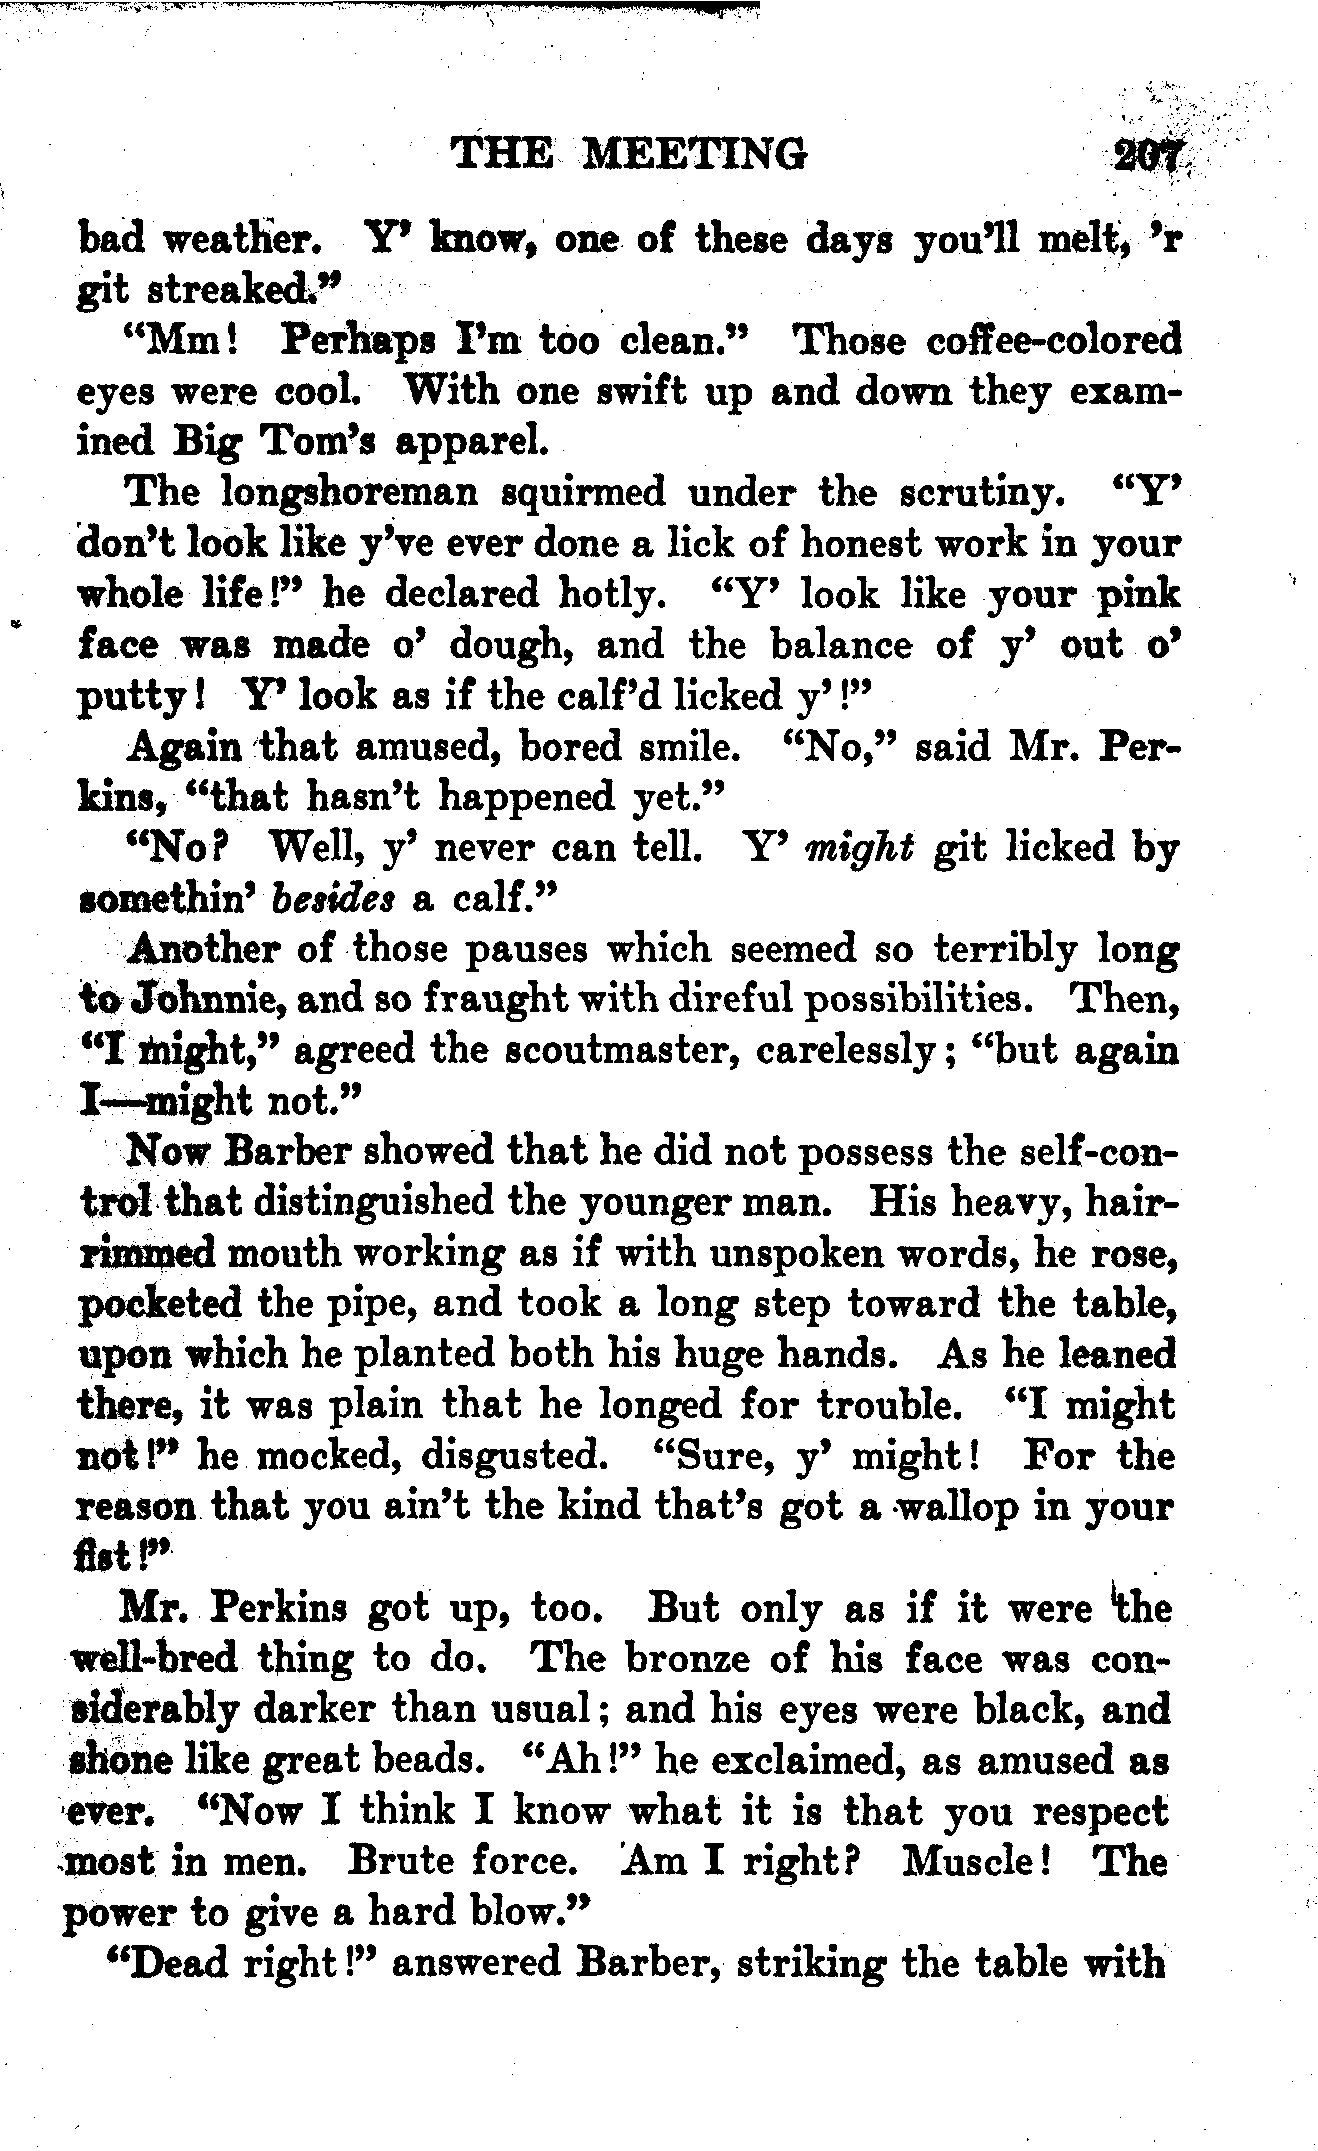 THE MEETING 207
bad weather. Y' know, one of these days you'll melt, 'r
git streaked."
"Mm! Perhaps I'm too clean." Those coffee-colored
eyes were cool. With one swift up and down they exam-
ined Big Tom's apparel.
The longshoreman squirmed under the scrutiny. "Y'
don't look like y've ever done a lick of honest work in your
whole life!" he declared hotly. "Y' look like your pink
face was made o' dough, and the balance of y' out o'
putty! Y' look as if the calf'd licked y'!"
Again that amused, bored smile. "No," said Mr. Per-
kins, "that hasn't happened yet."
"No? Well, y' never can tell. Y' might git licked by
somethin' besides a calf."
Another of those pauses which seemed so terribly long
to Johnnie, and so fraught with direful possibilities. Then,
"I might," agreed the scoutmaster, carelessly; "but again
I—might not."
Now Barber showed that he did not possess the self-con-
trol that distinguished the younger man. His heavy, hair-
rimmed mouth working as if with unspoken words, he rose,
pocketed the pipe, and took a long step toward the table,
upon which he planted both his huge hands. As he leaned
there, it was plain that he longed for trouble. "I might
not!" he mocked, disgusted. "Sure, y' might! For the
reason that you ain't the kind that's got a wallop in your
fist!"
Mr. Perkins got up, too. But only as if it were the
well-bred thing to do. The bronze of his face was con-
siderably darker than usual; and his eyes were black, and
shone like great beads. "Ah!" he exclaimed, as amused as
ever. "Now I think I know what it is that you respect
most in men. Brute force. Am I right? Muscle! The
power to give a hard blow."
"Dead right!" answered Barber, striking the table with